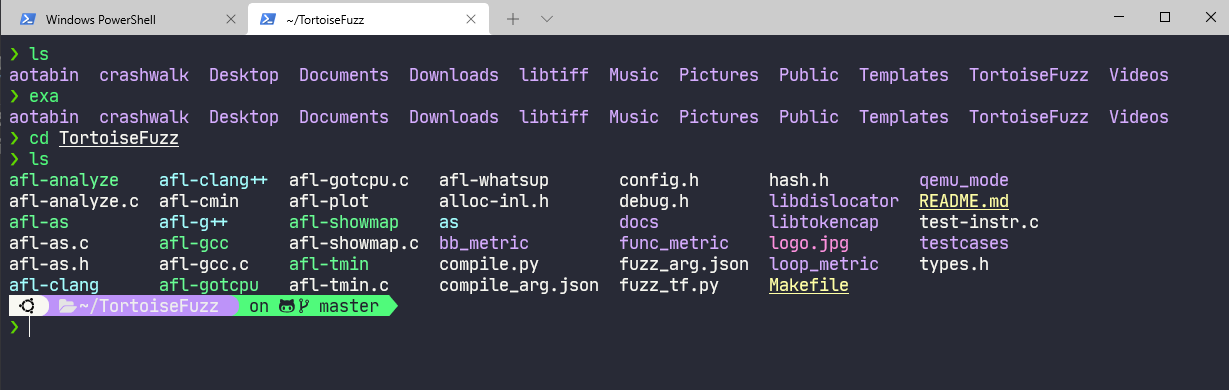 Windows PowerShell ~/TortoiseFuzz
❯ ls
aotabin crashwalk Desktop Documents Downloads libtiff Music Pictures Public Templates TortoiseFuzz Videos
❯ exa
aotabin crashwalk Desktop Documents Downloads libtiff Music Pictures Public Templates TortoiseFuzz Videos
❯ cd TortoiseFuzz
❯ ls
afl-analyze afl-clang++ afl-gotcpu.c afl-whatsup config.h hash.h qemu_mode
afl-analyze.c afl-cmin afl-plot alloc-inl.h debug.h libdislocator README.md
afl-as afl-g++ afl-showmap as docs libtokencap test-instr.c
afl-as.c afl-gcc afl-showmap.c bb_metric func_metric logo.jpg testcases
afl-as.h afl-gcc.c afl-tmin compile.py fuzz_arg.json loop_metric types.h
afl-clang afl-gotcpu afl-tmin.c compile_arg.json fuzz_tf.py Makefile
~/TortoiseFuzz on master
❯